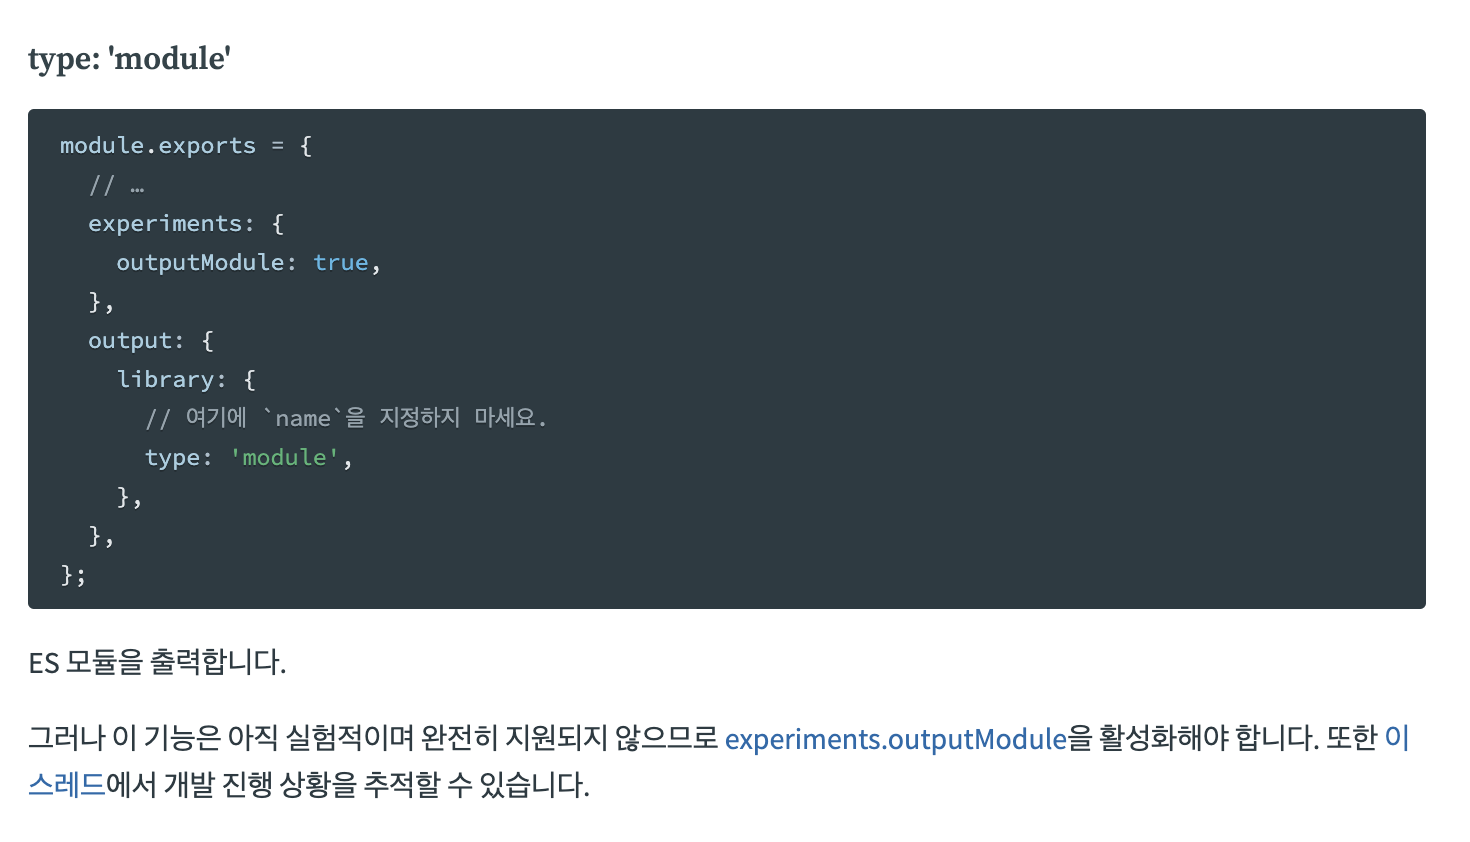 type: 'module'
module.exports = {
  // …
  experiments: {
    outputModule: true,
  },
  output: {
    library: {
      // 여기에 `name`을 지정하지 마세요.
      type: 'module',
    },
  },
};
ES 모듈을 출력합니다.
그러나 이 기능은 아직 실험적이며 완전히 지원되지 않으므로 experiments.outputModule을 활성화해야 합니다. 또한 이
스레드에서 개발 진행 상황을 추적할 수 있습니다.